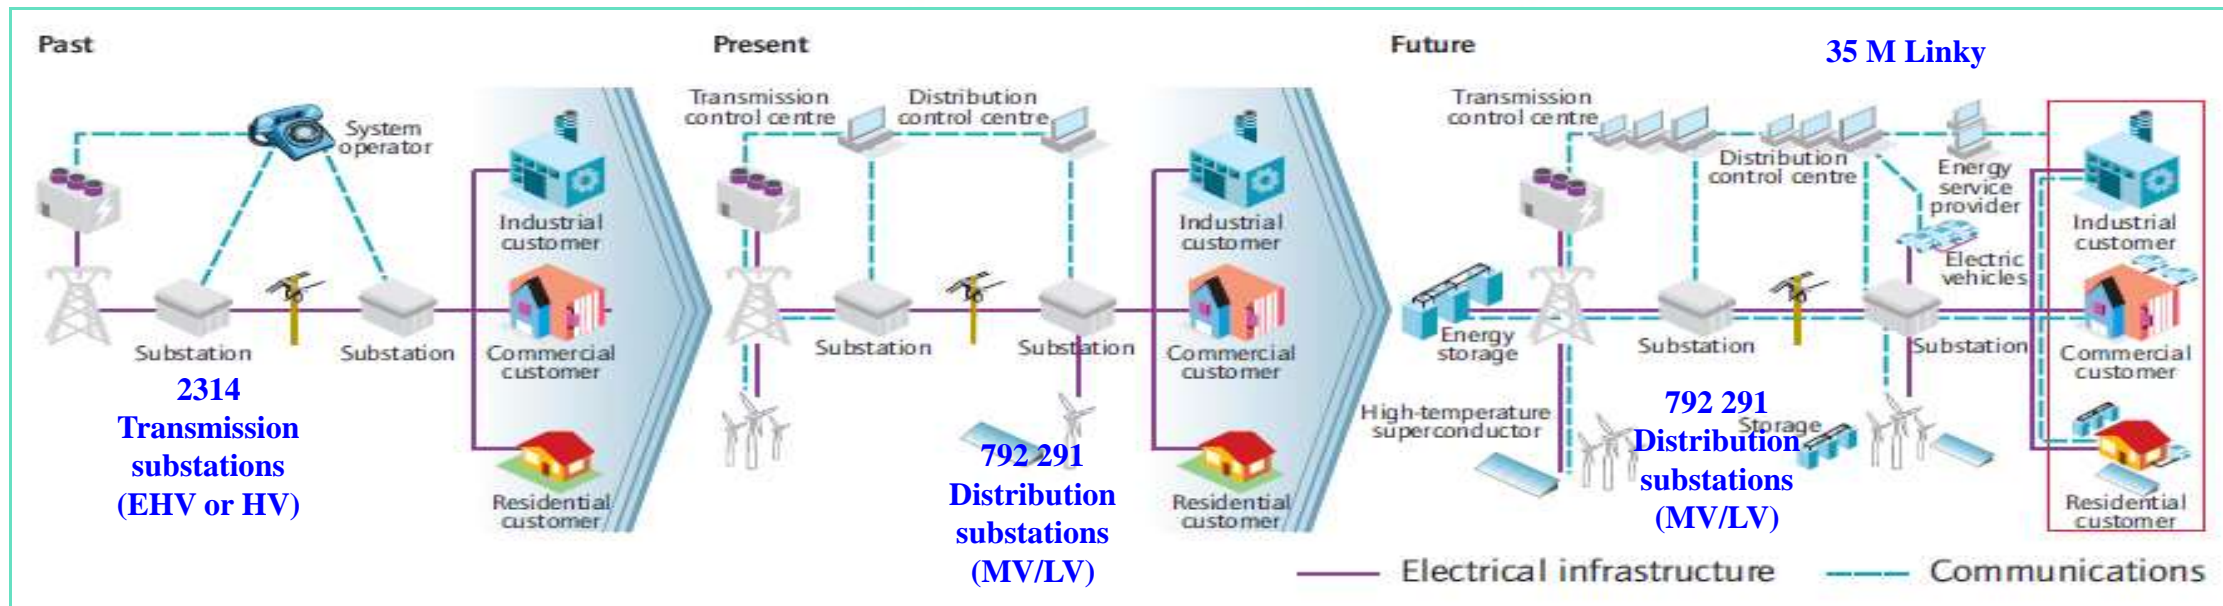 Past
System
operator
Industrial
customer
Substation
Substation
Commercial
customer
2314
Transmission
substations
(EHV or HV)
Residential
customer
Present
Transmission
control centre
Distribution
control centre
Industrial
customer
Substation
Substation
Commercial
customer
792 291
Distribution
substations
(MV/LV)
Residential
customer
Future
35 M Linky
Transmission
control centre
Distribution
control centre
Energy
service
provider
Industrial
customer
Electric
vehicles
Energy
storage
Substation
Substation
Commercial
customer
High-temperature
superconductor
792 291
Storage
Distribution
substations
(MV/LV)
Residential
customer
Electrical infrastructure
Communications